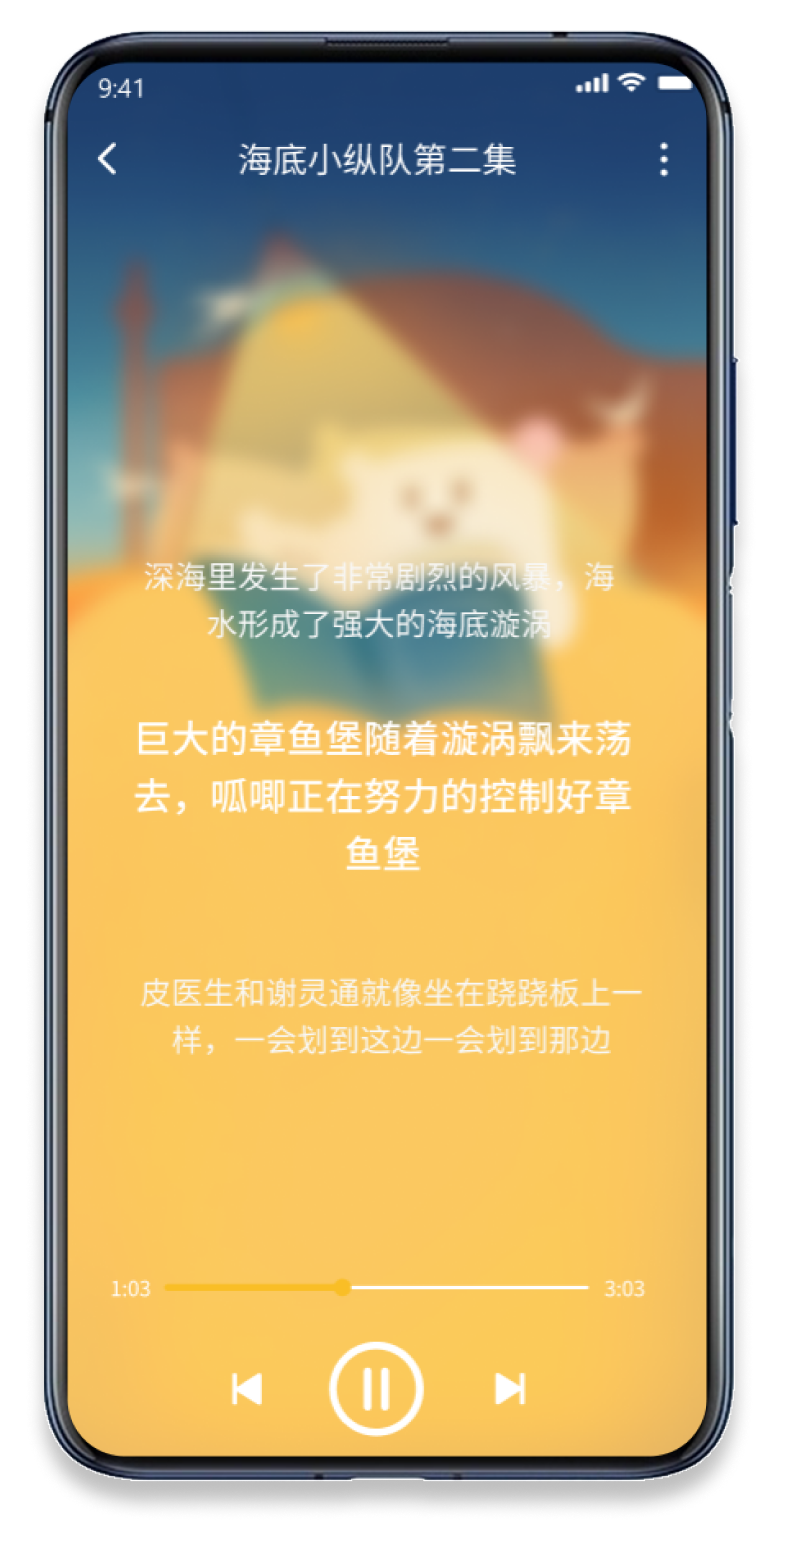 9:41
海底小纵队第二集
深海里发生了非常剧烈的风暴，海
水形成了强大的海底漩涡
巨大的章鱼堡随着漩涡飘来荡
去，呱唧正在努力的控制好章
鱼堡
皮医生和谢灵通就像坐在跷跷板上一
样，一会划到这边一会划到那边
1:03
3:03